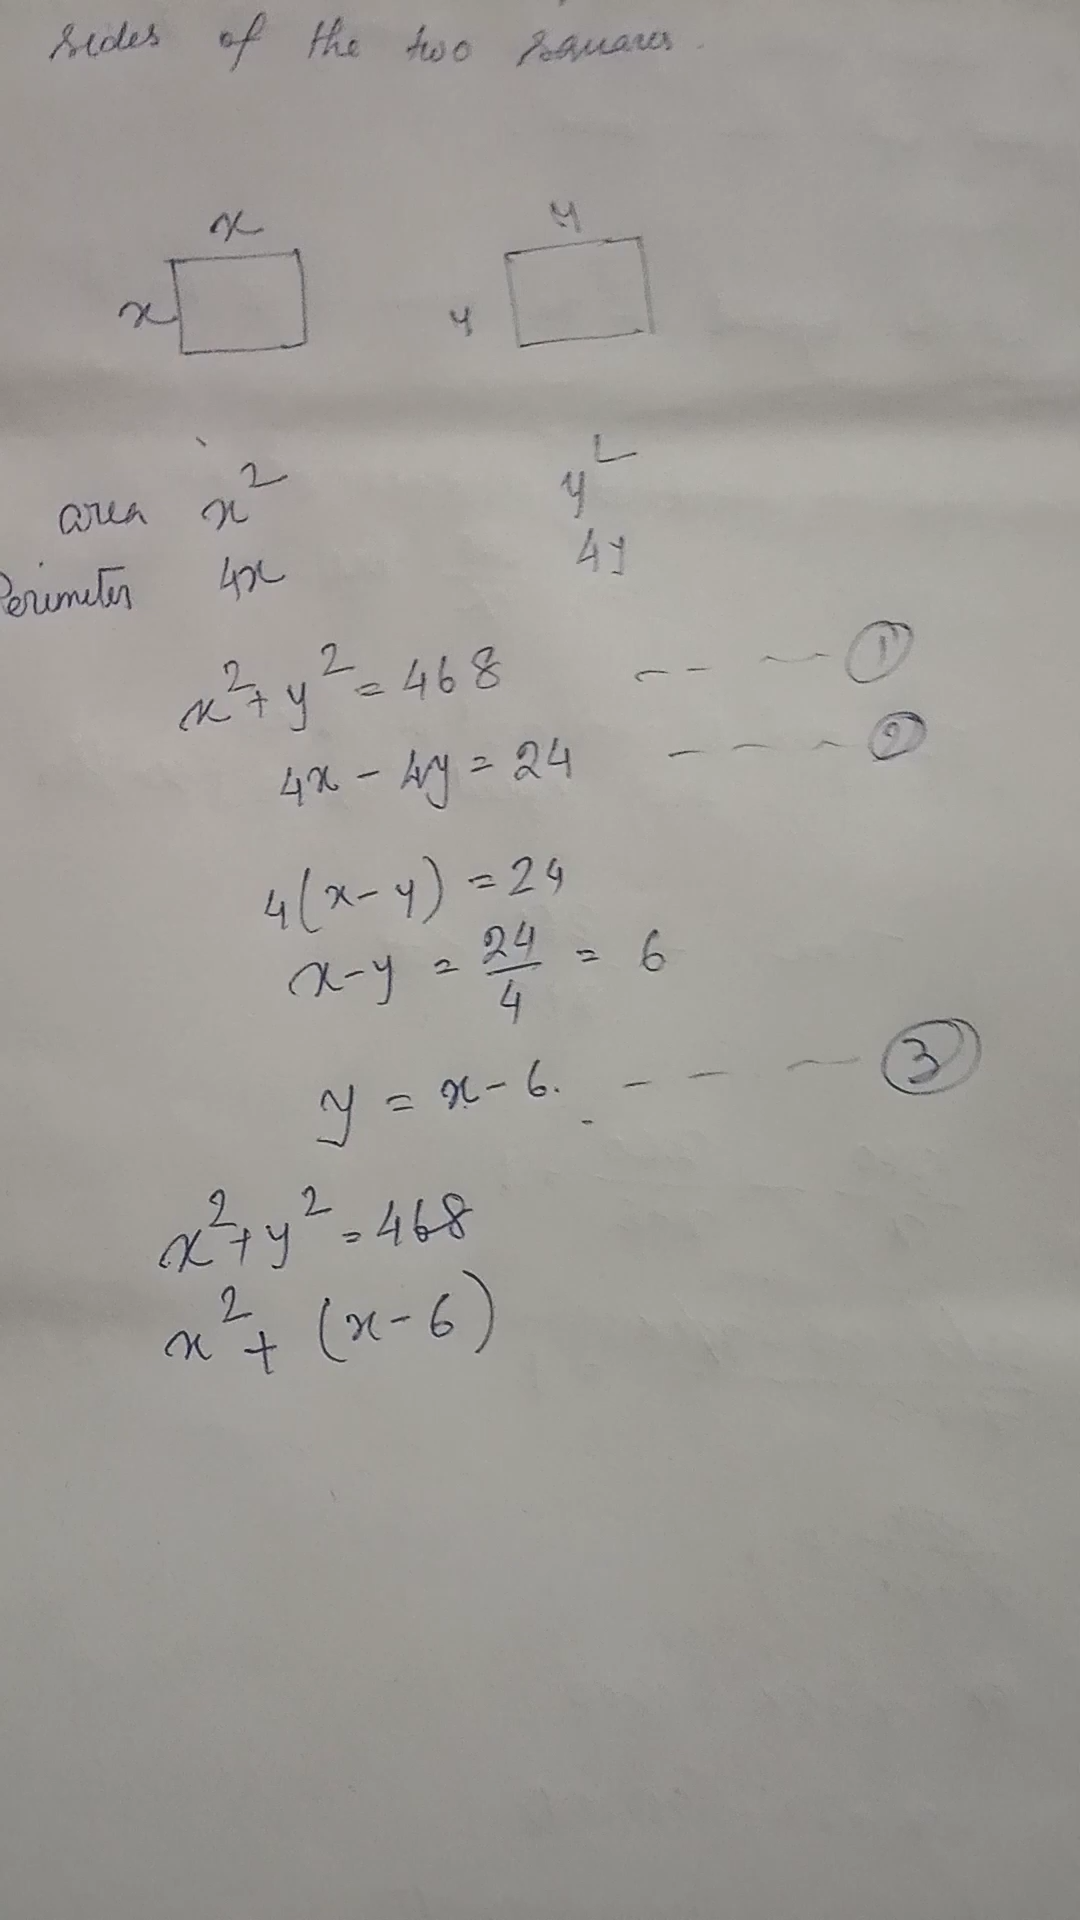 sides of the two squares.
x y
x y
area x² y²
Perimeter 4x 4y
x² + y² = 468 -- — ①
4x - 4y = 24 - - - ②
4(x-y) = 24
x-y = 24/4 = 6
y = x - 6. - - — ③
x² + y² = 468
x² + (x-6)